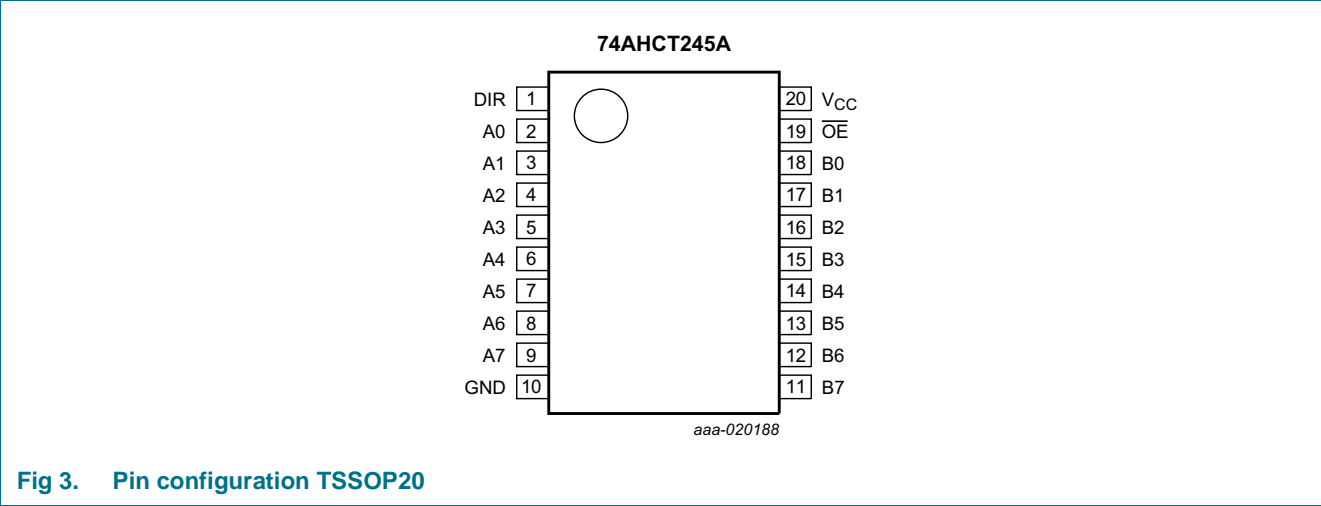 74AHCT245A
DIR 1 20 VCC
A0 2 19 O̅E̅
A1 3 18 B0
A2 4 17 B1
A3 5 16 B2
A4 6 15 B3
A5 7 14 B4
A6 8 13 B5
A7 9 12 B6
GND 10 11 B7
aaa-020188
Fig 3. Pin configuration TSSOP20